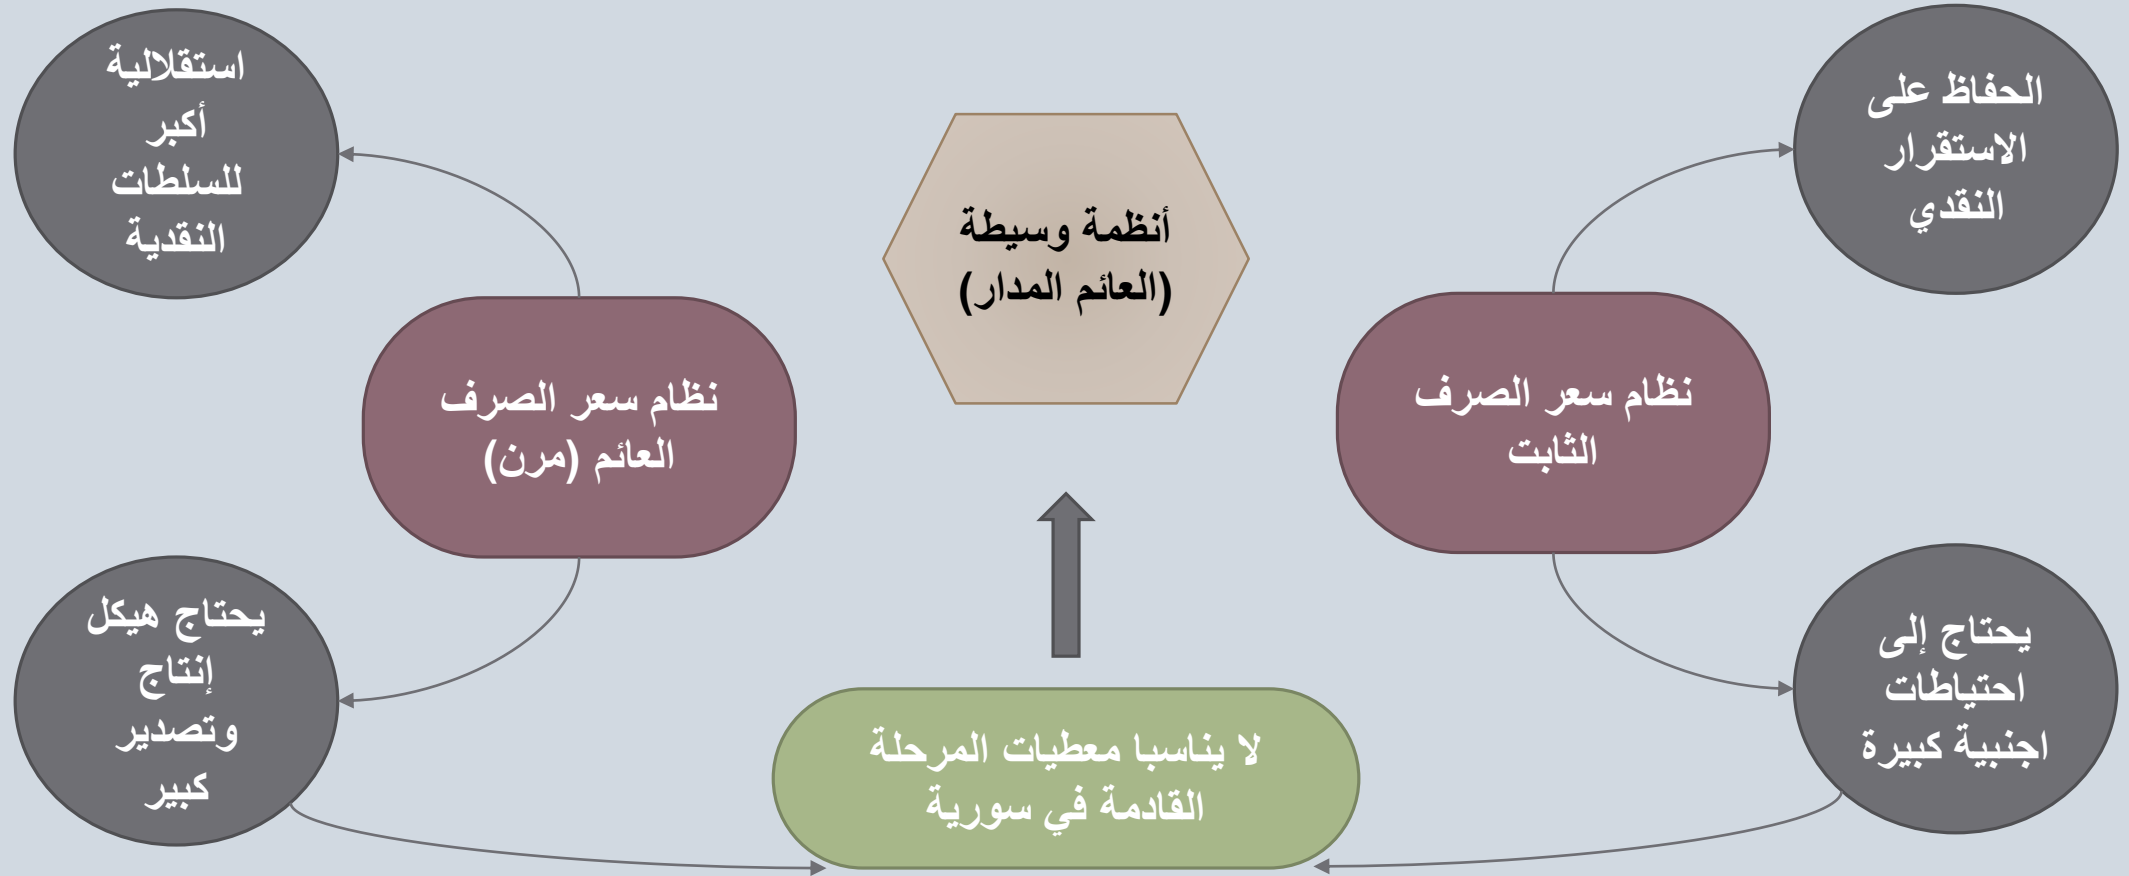 الحفاظ على
الاستقرار
النقدي
نظام سعر الصرف
الثابت
يحتاج إلى
احتياطات
اجنبية كبيرة
أنظمة وسيطة
(العائم المدار)
لا يناسبا معطيات المرحلة
القادمة في سورية
استقلالية
أكبر
للسلطات
النقدية
نظام سعر الصرف
العائم (مرن)
يحتاج هيكل
إنتاج
وتصدير
كبير